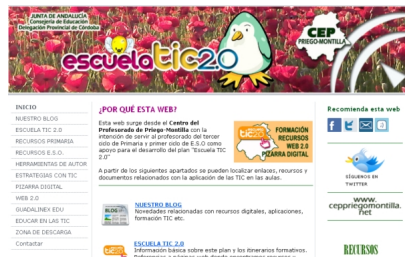 JUNTA DE ANDALUCÍA
Consejería de Educación
Delegación Provincial de Córdoba
CEP
PRIEGO-MONTILLA
escuela tic2.0
INICIO
NUESTRO BLOG
ESCUELA TIC 2.0
RECURSOS PRIMARIA
RECURSOS E.S.O.
HERRAMIENTAS DE AUTOR
ESTRATEGIAS CON TIC
PIZARRA DIGITAL
WEB 2.0
GUADALINEX EDU
EDUCAR EN LAS TIC
ZONA DE DESCARGA
Contactar
¿POR QUÉ ESTA WEB?
Esta web surge desde el Centro del
Profesorado de Priego-Montilla con la
intención de servir al profesorado del tercer
ciclo de Primaria y primer ciclo de E.S.O como
apoyo para el desarrollo del plan "Escuela TIC
2.0"
FORMACIÓN
RECURSOS
WEB 2.0
PIZARRA DIGITAL
A partir de los siguientes apartados se pueden localizar enlaces, recursos y
documentos relacionados con la aplicación de las TIC en las aulas.
BLOG
NUESTRO BLOG
Novedades relacionadas con recursos digitales, aplicaciones,
formación TIC etc.
ESCUELA TIC 2.0
Información básica sobre este plan y los itinerarios formativos.
Recomienda esta web
SÍGUENOS EN
TWITTER
www.
ceppriegomontilla.
net
RECURSOS